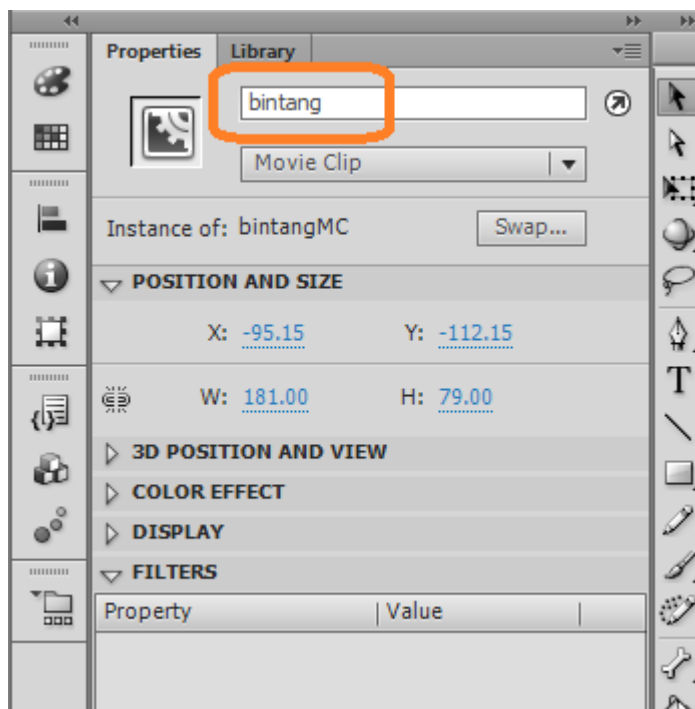 Properties Library
bintang
Movie Clip
Instance of: bintangMC Swap...
POSITION AND SIZE
X: -95.15 Y: -112.15
W: 181.00 H: 79.00
3D POSITION AND VIEW
COLOR EFFECT
DISPLAY
FILTERS
Property Value